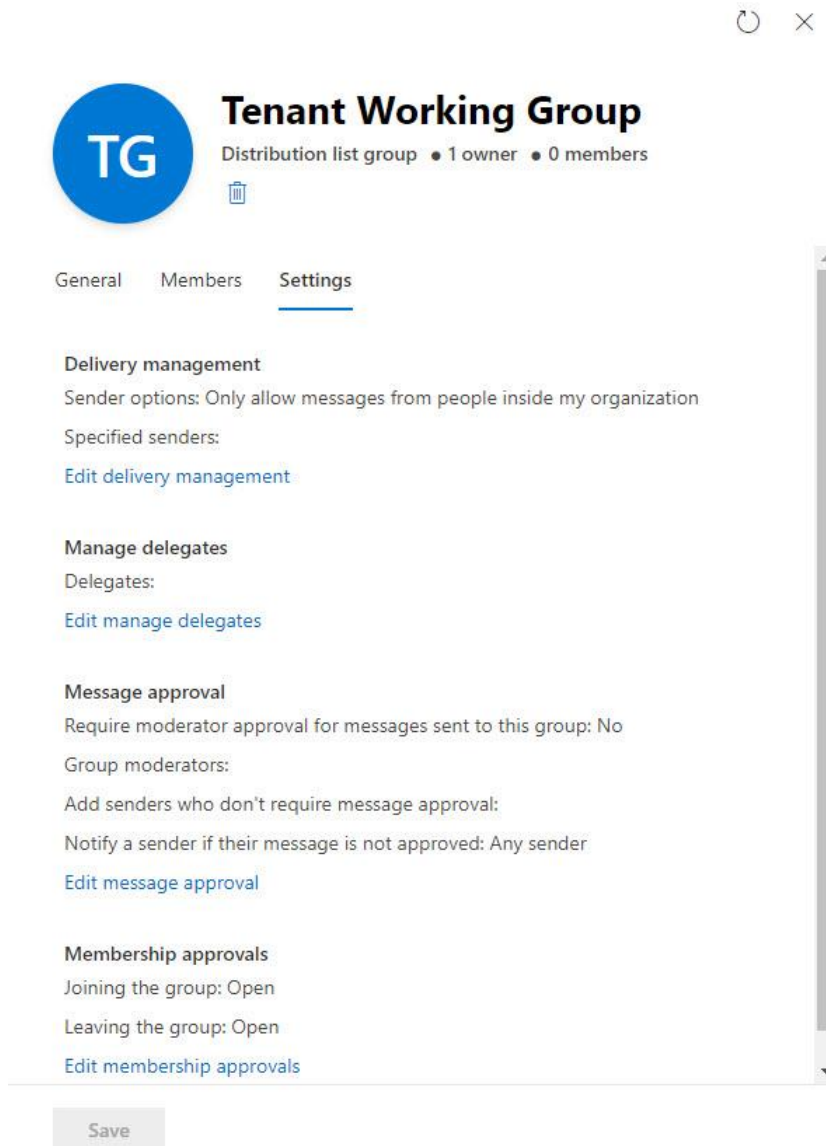 TG
Tenant Working Group
Distribution list group ● 1 owner ● 0 members
General Members Settings
Delivery management
Sender options: Only allow messages from people inside my organization
Specified senders:
Edit delivery management
Manage delegates
Delegates:
Edit manage delegates
Message approval
Require moderator approval for messages sent to this group: No
Group moderators:
Add senders who don't require message approval:
Notify a sender if their message is not approved: Any sender
Edit message approval
Membership approvals
Joining the group: Open
Leaving the group: Open
Edit membership approvals
Save